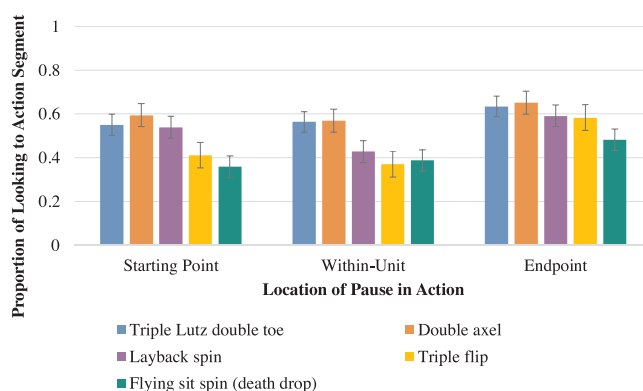 Proportion of Looking to Action Segment
1
0.8
0.6
0.4
0.2
0
Starting Point Within-Unit Endpoint
Location of Pause in Action
Triple Lutz double toe Double axel
Layback spin Triple flip
Flying sit spin (death drop)